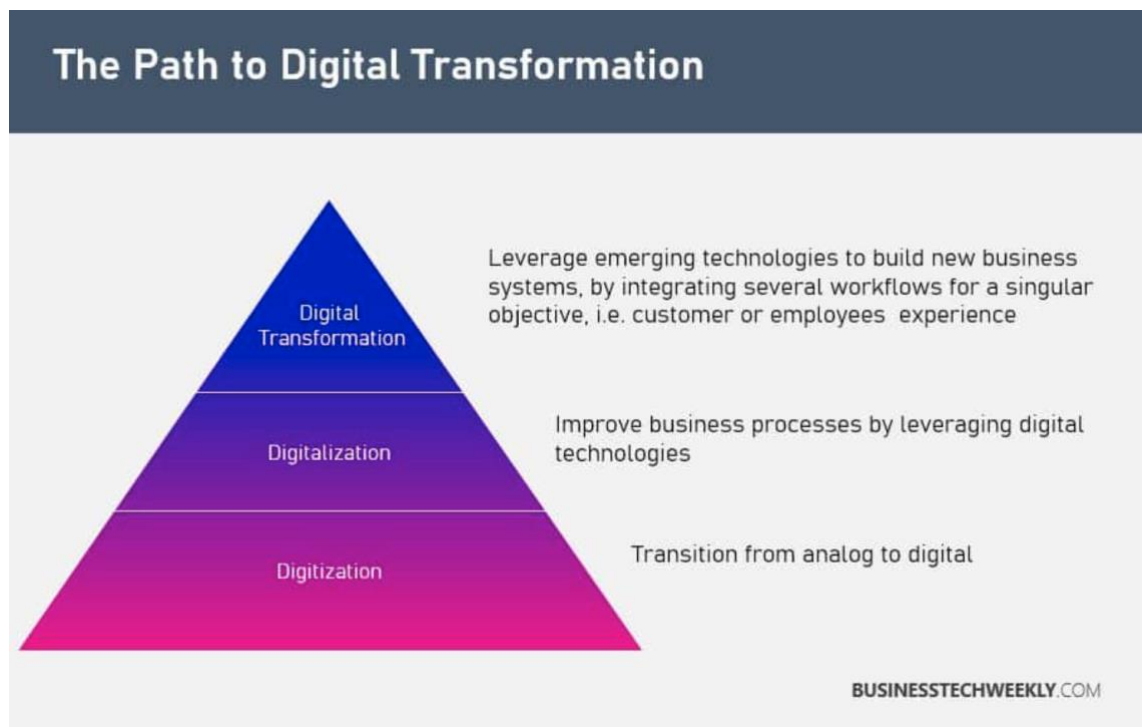 The Path to Digital Transformation
Digital
Transformation
Leverage emerging technologies to build new business
systems, by integrating several workflows for a singular
objective, i.e. customer or employees experience
Digitalization
Improve business processes by leveraging digital
technologies
Digitization
Transition from analog to digital
BUSINESSTECHWEEKLY.COM